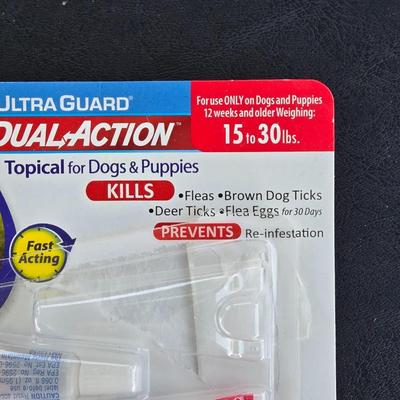 ULTRA GUARD®
DUAL ACTION™
For use ONLY on Dogs and Puppies
12 weeks and older Weighing:
15 to 30 lbs.
Topical for Dogs & Puppies
KILLS
•Fleas •Brown Dog Ticks
•Deer Ticks •Flea Eggs for 30 Days
PREVENTS Re-infestation
Fast
Acting